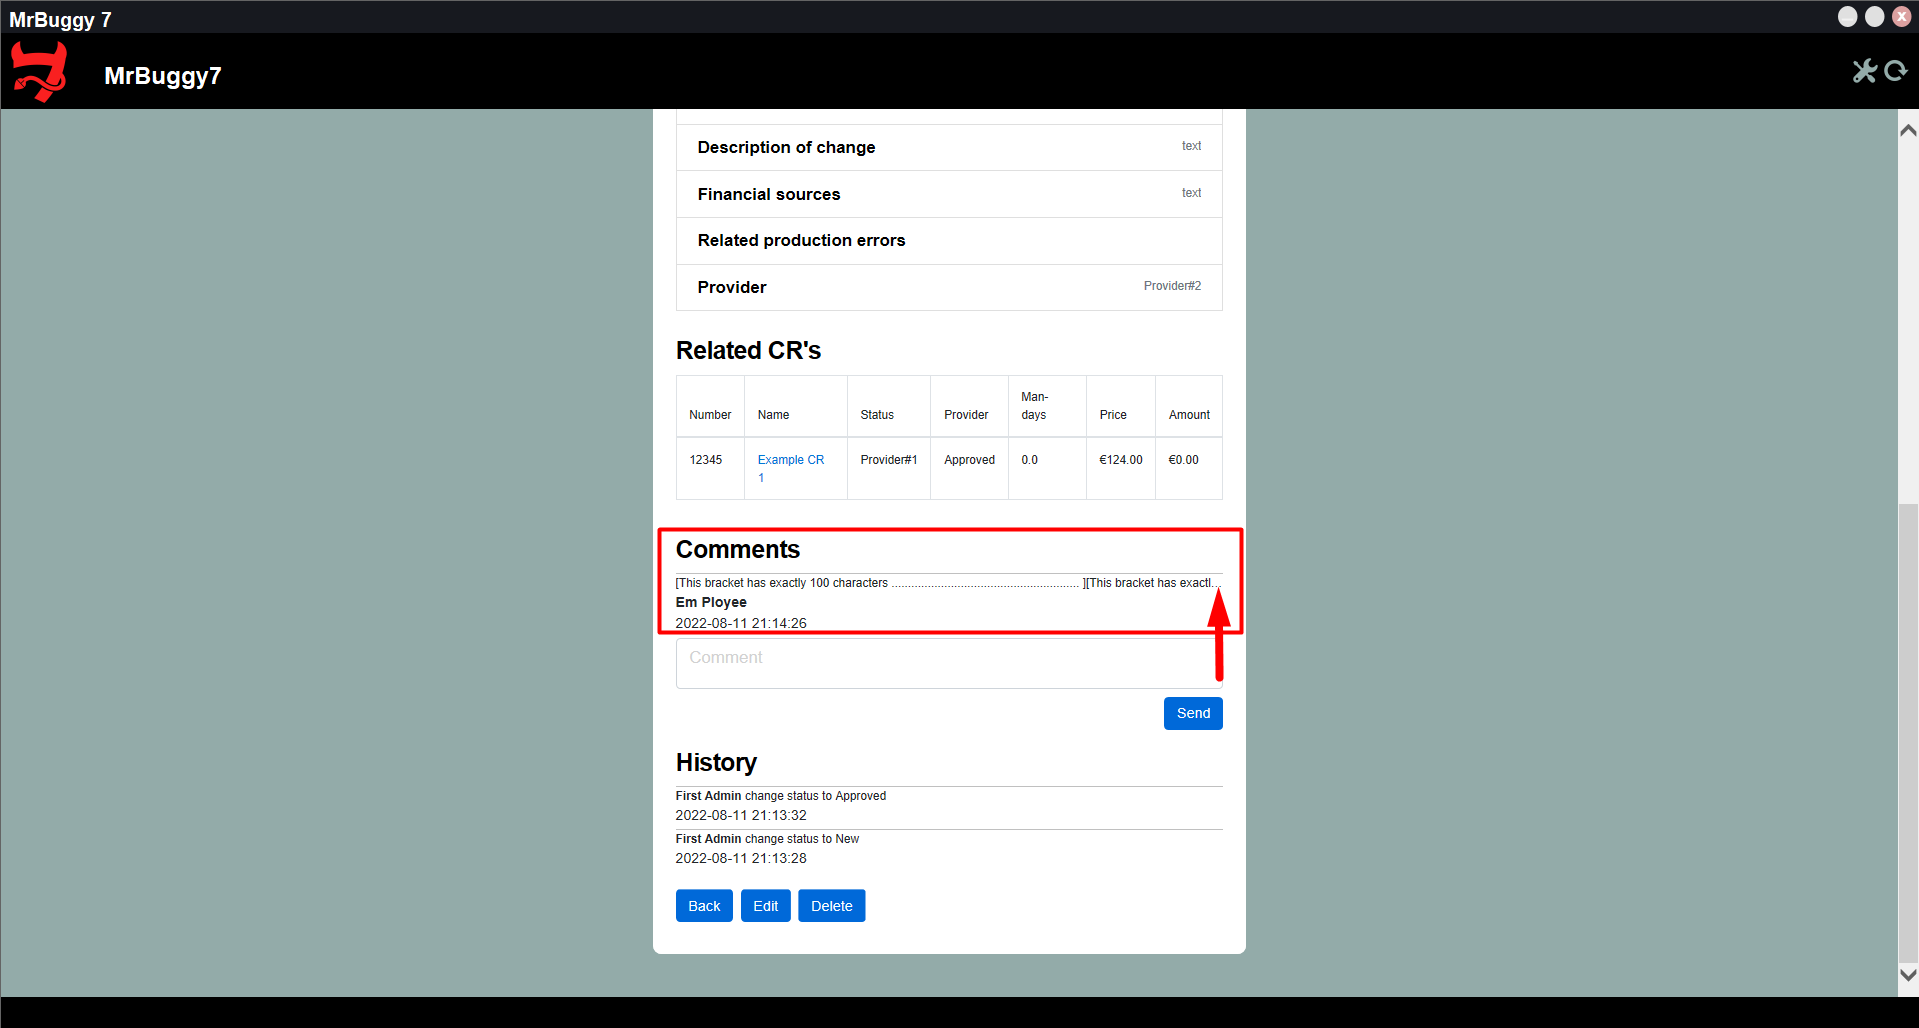 MrBuggy 7
MrBuggy7
Description of change text
Financial sources text
Related production errors
Provider Provider#2
Related CR's
Number Name Status Provider Man-days Price Amount
12345 Example CR 1 Provider#1 Approved 0.0 €124.00 €0.00
Comments
[This bracket has exactly 100 characters ......................................................... ][This bracket has exactl...
Em Ployee
2022-08-11 21:14:26
Comment
Send
History
First Admin change status to Approved
2022-08-11 21:13:32
First Admin change status to New
2022-08-11 21:13:28
Back Edit Delete